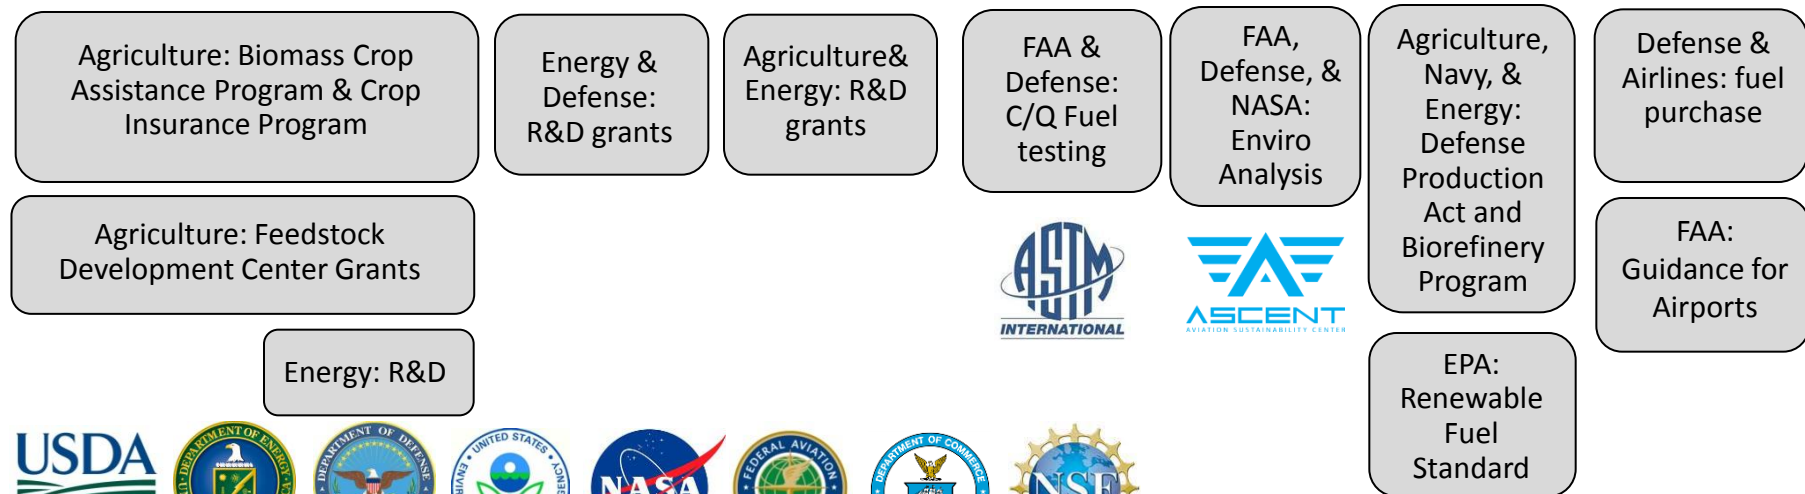 Agriculture: Biomass Crop
Assistance Program & Crop
Insurance Program
Energy &
Defense:
R&D grants
Agriculture&
Energy: R&D
grants
FAA &
Defense:
C/Q Fuel
testing
FAA,
Defense, &
NASA:
Enviro
Analysis
Agriculture,
Navy, &
Energy:
Defense
Production
Act and
Biorefinery
Program
Defense &
Airlines: fuel
purchase
Agriculture: Feedstock
Development Center Grants
ASTM
INTERNATIONAL
ASCENT
AVIATION SUSTAINABILITY CENTER
FAA:
Guidance for
Airports
Energy: R&D
EPA:
Renewable
Fuel
Standard
USDA
DEPARTMENT OF ENERGY
DEPARTMENT OF DEFENSE
UNITED STATES
NASA
FEDERAL AVIATION
DEPARTMENT OF COMMERCE
NSF